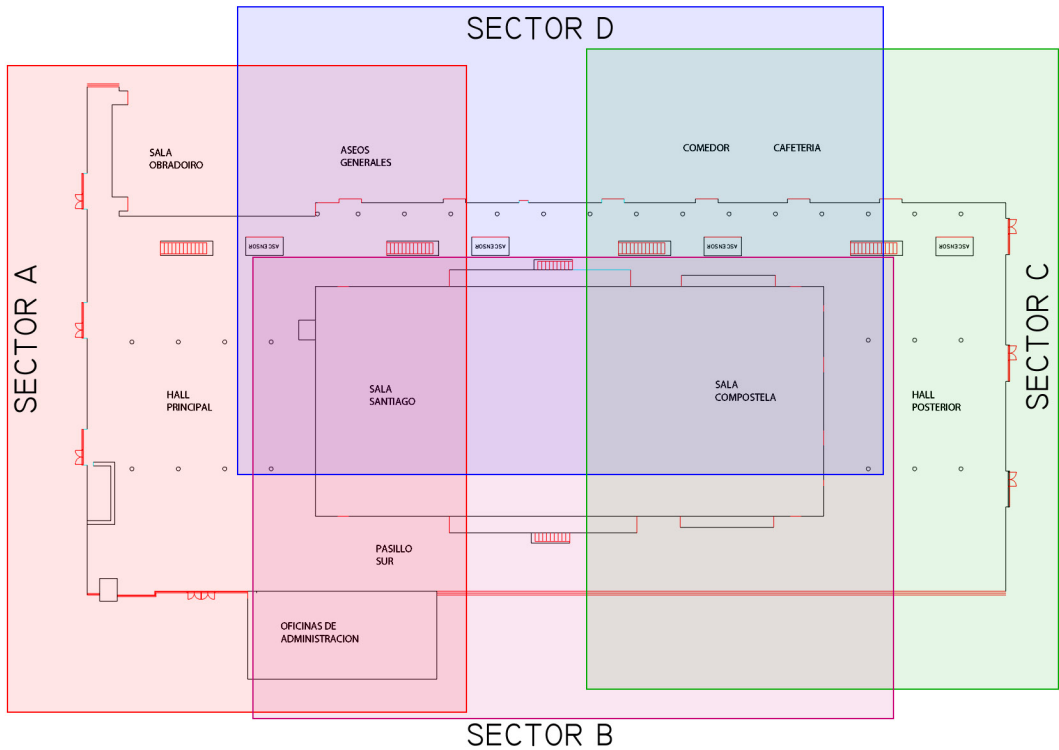 SECTOR D
SALA
OBRADOIRO
ASEOS
GENERALES
COMEDOR
CAFETERIA
ASCENSOR
ASCENSOR
ASCENSOR
ASCENSOR
SECTOR A
HALL
PRINCIPAL
SALA
SANTIAGO
SALA
COMPOSTELA
HALL
POSTERIOR
SECTOR C
PASILLO
SUR
OFICINAS DE
ADMINISTRACION
SECTOR B